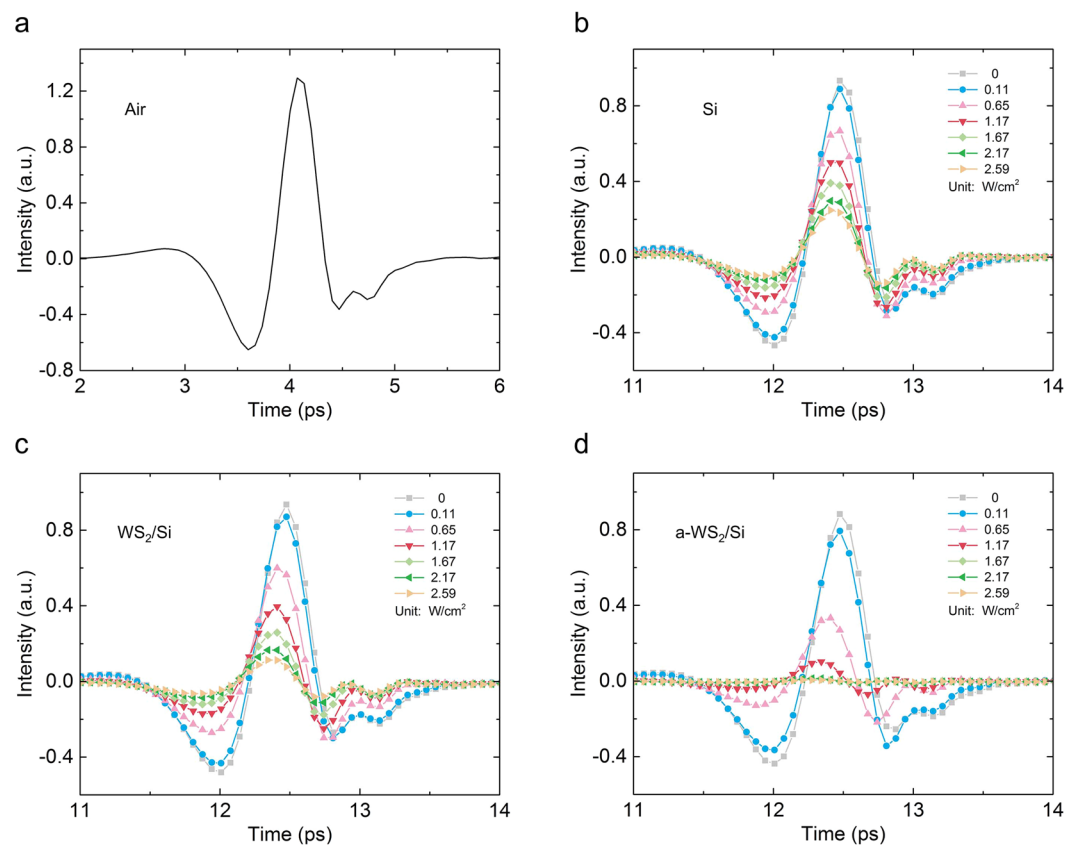 a
Air
Intensity (a.u.)
1.2
0.8
0.4
0.0
-0.4
-0.8
2
3
4
5
6
Time (ps)
b
Si
0
0.11
0.65
1.17
1.67
2.17
2.59
Unit: W/cm²
Intensity (a.u.)
0.8
0.4
0.0
-0.4
11
12
13
14
Time (ps)
c
WS₂/Si
0
0.11
0.65
1.17
1.67
2.17
2.59
Unit: W/cm²
Intensity (a.u.)
0.8
0.4
0.0
-0.4
11
12
13
14
Time (ps)
d
a-WS₂/Si
0
0.11
0.65
1.17
1.67
2.17
2.59
Unit: W/cm²
Intensity (a.u.)
0.8
0.4
0.0
-0.4
11
12
13
14
Time (ps)